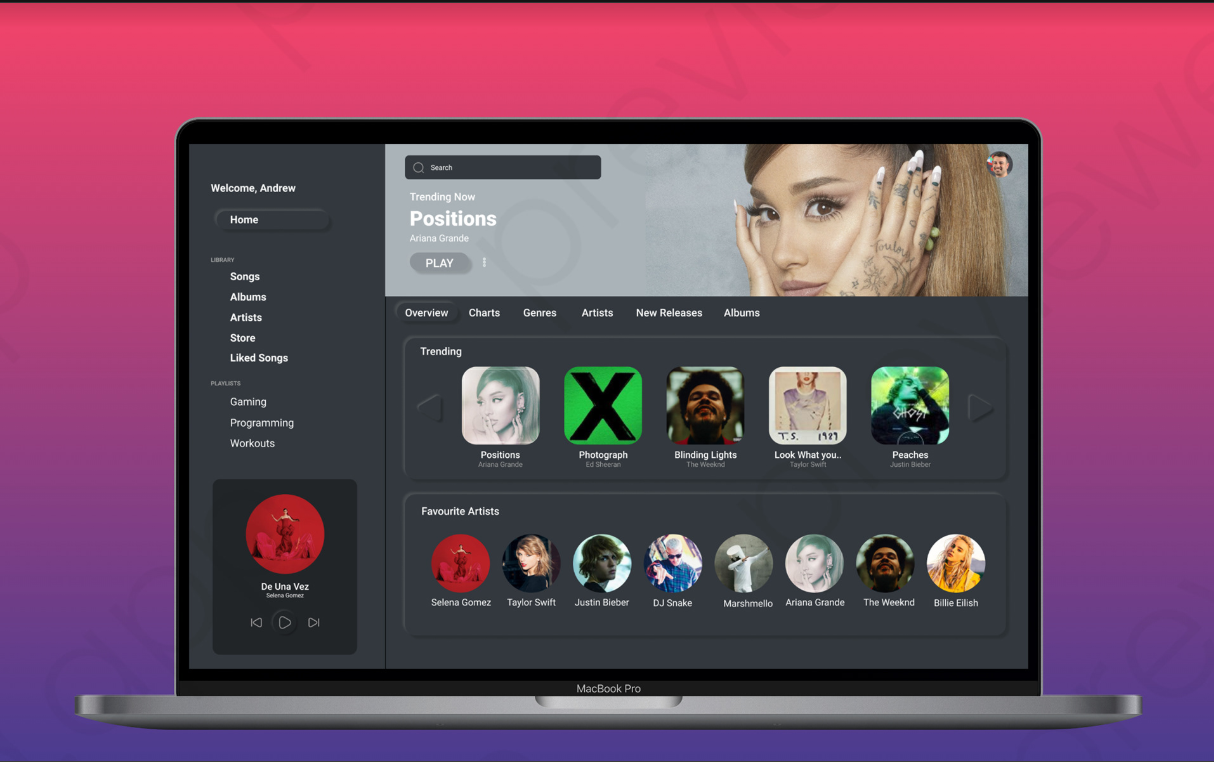 Welcome, Andrew
Home
LIBRARY
Songs
Albums
Artists
Store
Liked Songs
PLAYLISTS
Gaming
Programming
Workouts
De Una Vez
Selena Gomez
Search
Trending Now
Positions
Ariana Grande
PLAY
Toulou
Overview Charts Genres Artists New Releases Albums
Trending
T.S. 1989
GHOST
Positions Photograph Blinding Lights Look What you.. Peaches
Ariana Grande Ed Sheeran The Weeknd Taylor Swift Justin Bieber
Favourite Artists
Selena Gomez Taylor Swift Justin Bieber DJ Snake Marshmello Ariana Grande The Weeknd Billie Eilish
MacBook Pro
preview